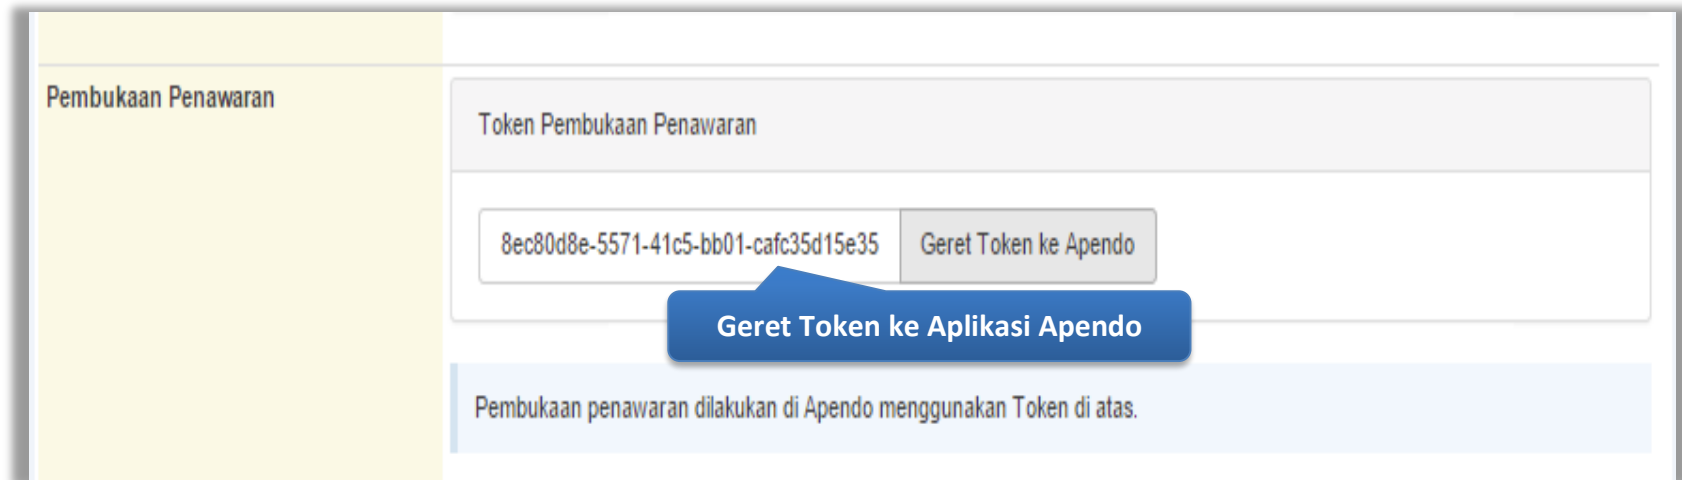 Pembukaan Penawaran
Token Pembukaan Penawaran
8ec80d8e-5571-41c5-bb01-cafc35d15e35
Geret Token ke Apendo
Geret Token ke Aplikasi Apendo
Pembukaan penawaran dilakukan di Apendo menggunakan Token di atas.